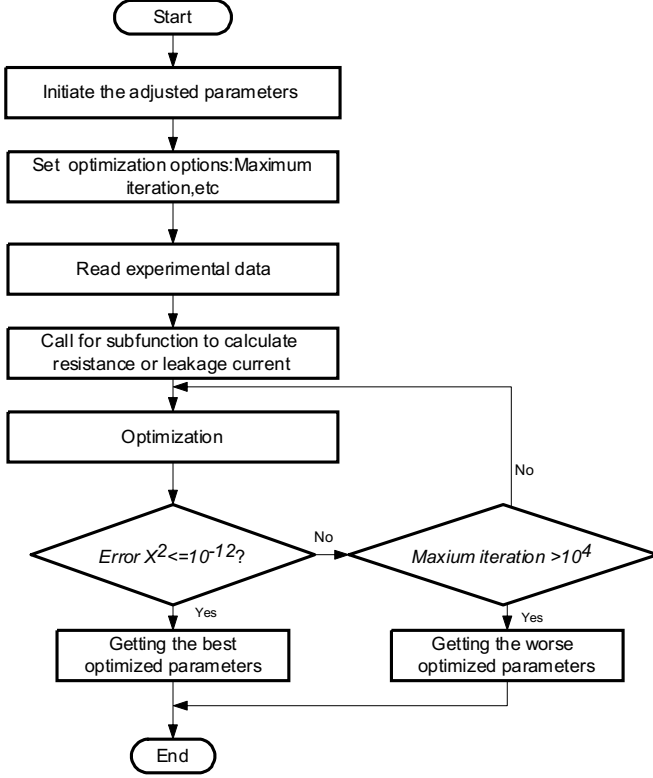 Start
Initiate the adjusted parameters
Set optimization options:Maximum
iteration,etc
Read experimental data
Call for subfunction to calculate
resistance or leakage current
Optimization
No
Error X²<=10⁻¹²?
No
Maxium iteration >10⁴
Yes
Yes
Getting the best
optimized parameters
Getting the worse
optimized parameters
End